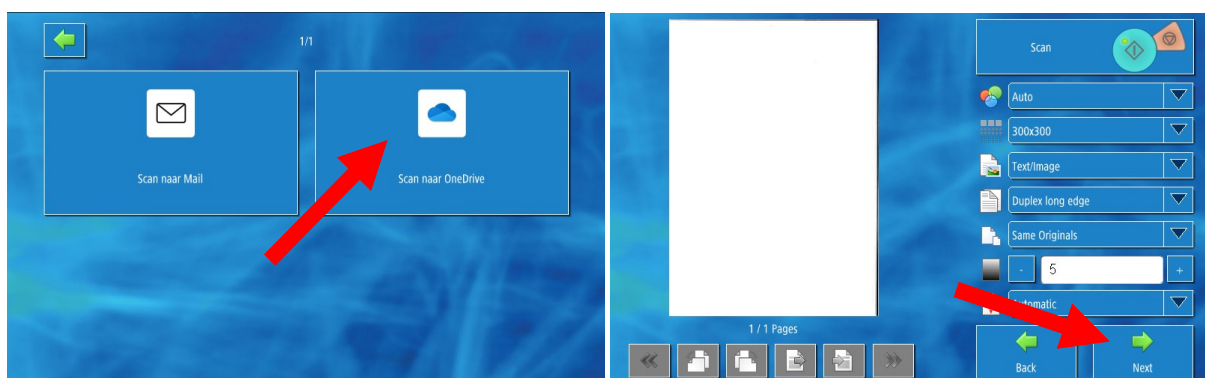 1/1
Scan naar Mail
Scan naar OneDrive
Scan
Auto
300x300
Text/Image
Duplex long edge
Same Originals
- 5 +
Automatic
1 / 1 Pages
Back
Next